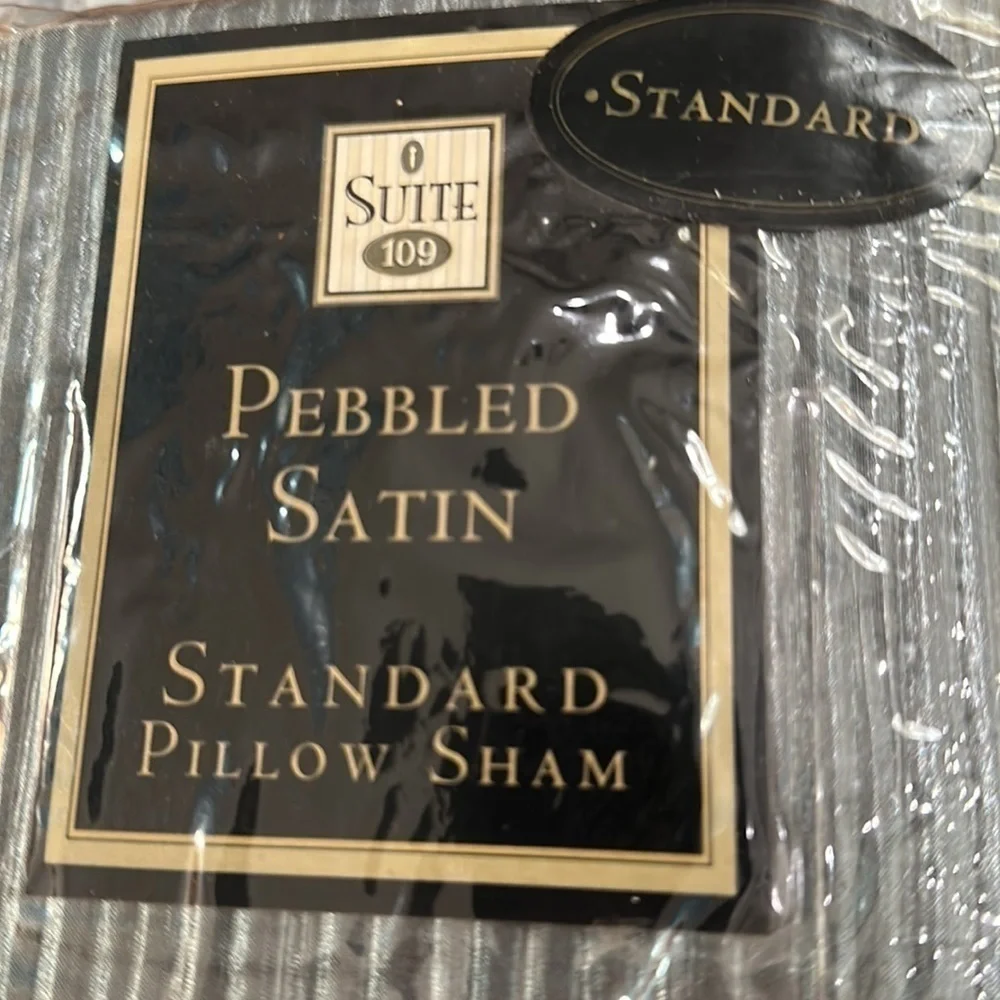 •STANDARD
SUITE
109
PEBBLED
SATIN
STANDARD
PILLOW SHAM